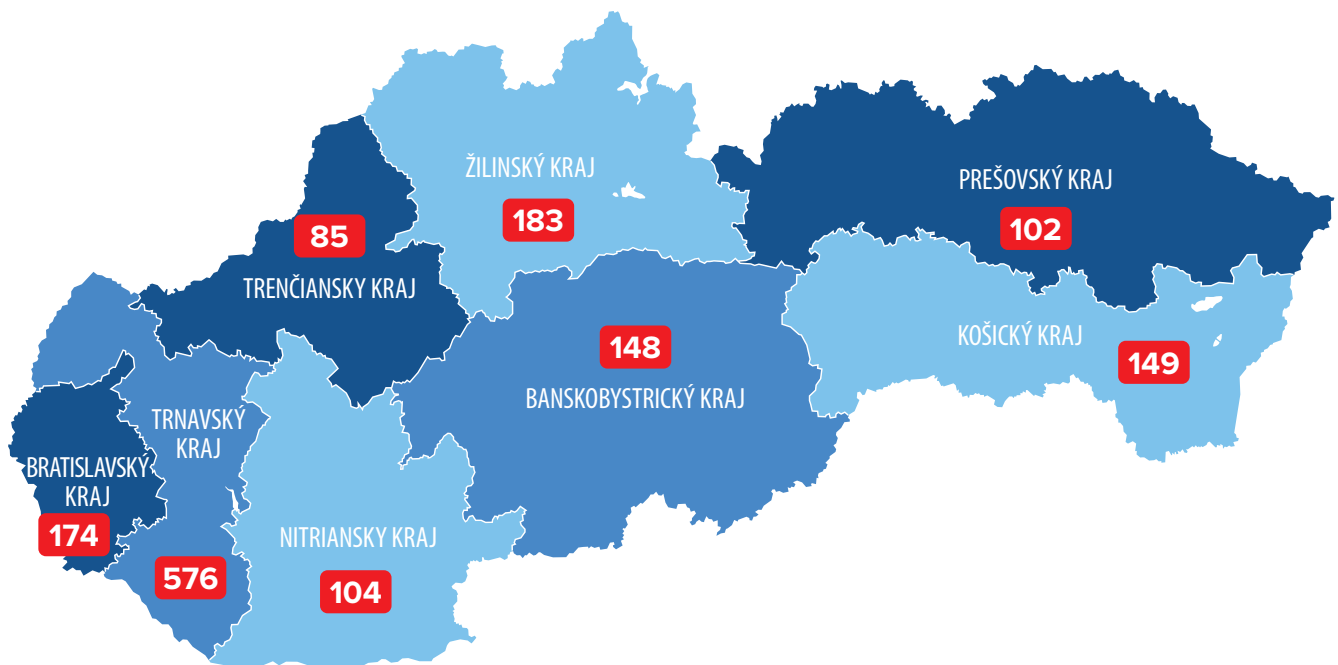 ŽILINSKÝ KRAJ
183
PREŠOVSKÝ KRAJ
102
85
TRENČIANSKY KRAJ
KOŠICKÝ KRAJ
149
148
BANSKOBYSTRICKÝ KRAJ
TRNAVSKÝ
KRAJ
576
BRATISLAVSKÝ
KRAJ
174
NITRIANSKY KRAJ
104